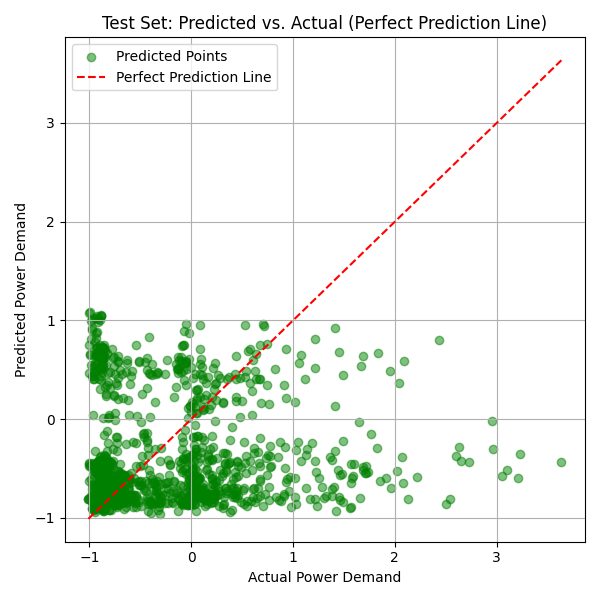 Test Set: Predicted vs. Actual (Perfect Prediction Line)
Predicted Points
Perfect Prediction Line
Predicted Power Demand
3
2
1
0
−1
−1 0 1 2 3
Actual Power Demand